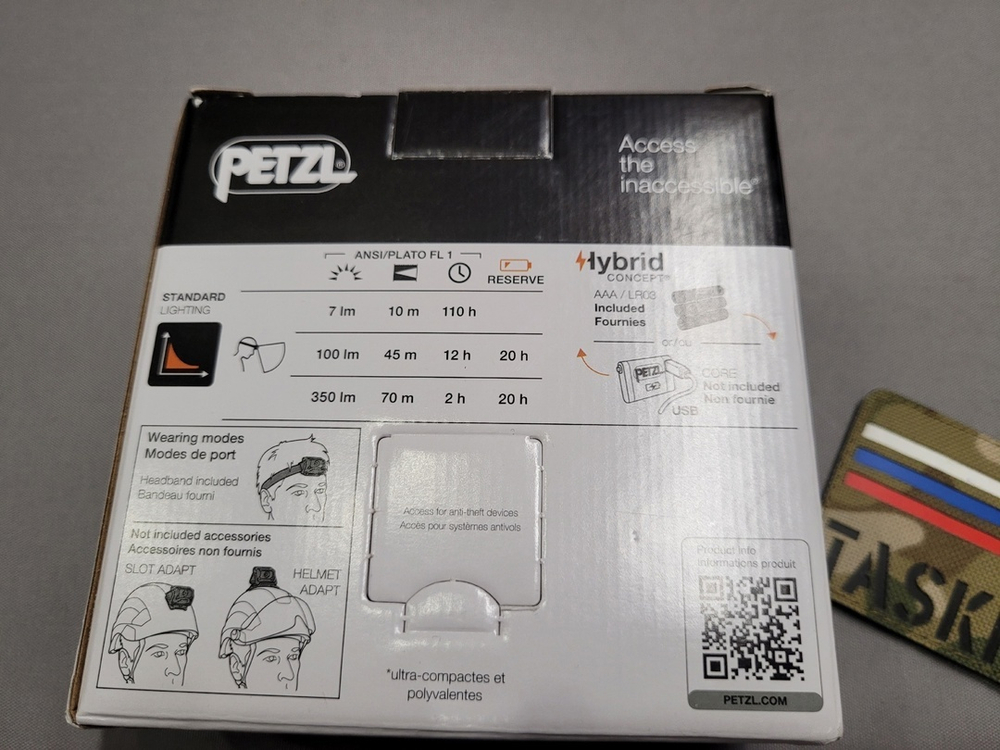 PETZL®
Access
the
inaccessible®
ANSI/PLATO FL 1
RESERVE
STANDARD
LIGHTING
7 lm 10 m 110 h
100 lm 45 m 12 h 20 h
350 lm 70 m 2 h 20 h
Hybrid
CONCEPT®
AAA / LR03
Included
Fournies
or/ou
PETZL
CORE
Not included
Non fournie
USB
Wearing modes
Modes de port
Headband included
Bandeau fourni
Not included accessories
Accessoires non fournis
SLOT ADAPT
HELMET
ADAPT
Access for anti-theft devices
Accès pour systèmes antivols
*ultra-compactes et
polyvalentes
Product info
Informations produit
PETZL.COM